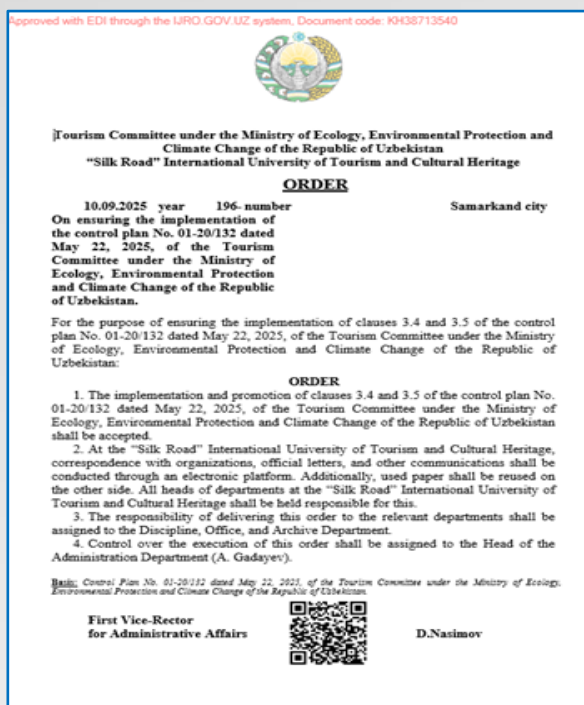 Approved with EDI through the IJRO.GOV.UZ system, Document code: KH38713540
Tourism Committee under the Ministry of Ecology, Environmental Protection and
Climate Change of the Republic of Uzbekistan
“Silk Road” International University of Tourism and Cultural Heritage
ORDER
10.09.2025 year 196- number Samarkand city
On ensuring the implementation of
the control plan No. 01-20/132 dated
May 22, 2025, of the Tourism
Committee under the Ministry of
Ecology, Environmental Protection
and Climate Change of the Republic
of Uzbekistan.
For the purpose of ensuring the implementation of clauses 3.4 and 3.5 of the control
plan No. 01-20/132 dated May 22, 2025, of the Tourism Committee under the Ministry
of Ecology, Environmental Protection and Climate Change of the Republic of
Uzbekistan:
ORDER
1. The implementation and promotion of clauses 3.4 and 3.5 of the control plan No.
01-20/132 dated May 22, 2025, of the Tourism Committee under the Ministry of
Ecology, Environmental Protection and Climate Change of the Republic of Uzbekistan
shall be accepted.
2. At the “Silk Road” International University of Tourism and Cultural Heritage,
correspondence with organizations, official letters, and other communications shall be
conducted through an electronic platform. Additionally, used paper shall be reused on
the other side. All heads of departments at the “Silk Road” International University of
Tourism and Cultural Heritage shall be held responsible for this.
3. The responsibility of delivering this order to the relevant departments shall be
assigned to the Discipline, Office, and Archive Department.
4. Control over the execution of this order shall be assigned to the Head of the
Administration Department (A. Gadayev).
Basis: Control Plan No. 01-20/132 dated May 22, 2025, of the Tourism Committee under the Ministry of Ecology,
Environmental Protection and Climate Change of the Republic of Uzbekistan
First Vice-Rector
for Administrative Affairs D.Nasimov